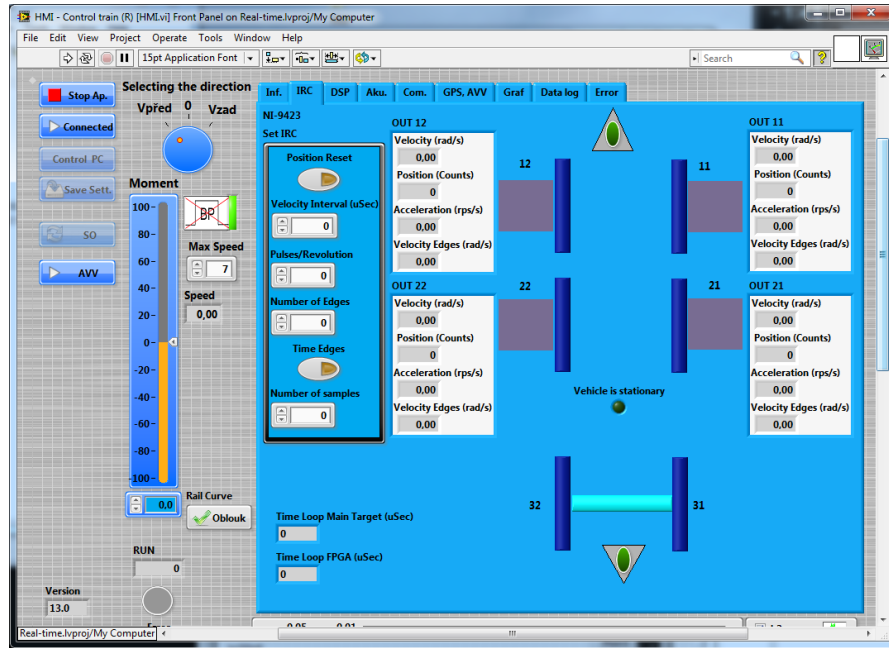 HMI - Control train (R) [HMI.vi] Front Panel on Real-time.lvproj/My Computer
File Edit View Project Operate Tools Window Help
15pt Application Font
Search
Stop Ap.
Connected
Control PC
Save Sett.
SO
AVV
Selecting the direction
Vpřed 0 Vzad
Moment
100-
80-
60-
40-
20-
0-
-20-
-40-
-60-
-80-
-100-
0,0
BP
Max Speed
7
Speed
0,00
Rail Curve
Oblouk
RUN
0
Version
13.0
Inf. IRC DSP Aku. Com. GPS, AVV Graf Data log Error
NI-9423
Set IRC
Position Reset
Velocity Interval (uSec)
0
Pulses/Revolution
0
Number of Edges
0
Time Edges
Number of samples
0
OUT 12
Velocity (rad/s)
0,00
Position (Counts)
0
Acceleration (rps/s)
0,00
Velocity Edges (rad/s)
0,00
OUT 22
Velocity (rad/s)
0,00
Position (Counts)
0
Acceleration (rps/s)
0,00
Velocity Edges (rad/s)
0,00
12
11
22
21
Vehicle is stationary
32
31
OUT 11
Velocity (rad/s)
0,00
Position (Counts)
0
Acceleration (rps/s)
0,00
Velocity Edges (rad/s)
0,00
OUT 21
Velocity (rad/s)
0,00
Position (Counts)
0
Acceleration (rps/s)
0,00
Velocity Edges (rad/s)
0,00
Time Loop Main Target (uSec)
0
Time Loop FPGA (uSec)
0
Real-time.lvproj/My Computer